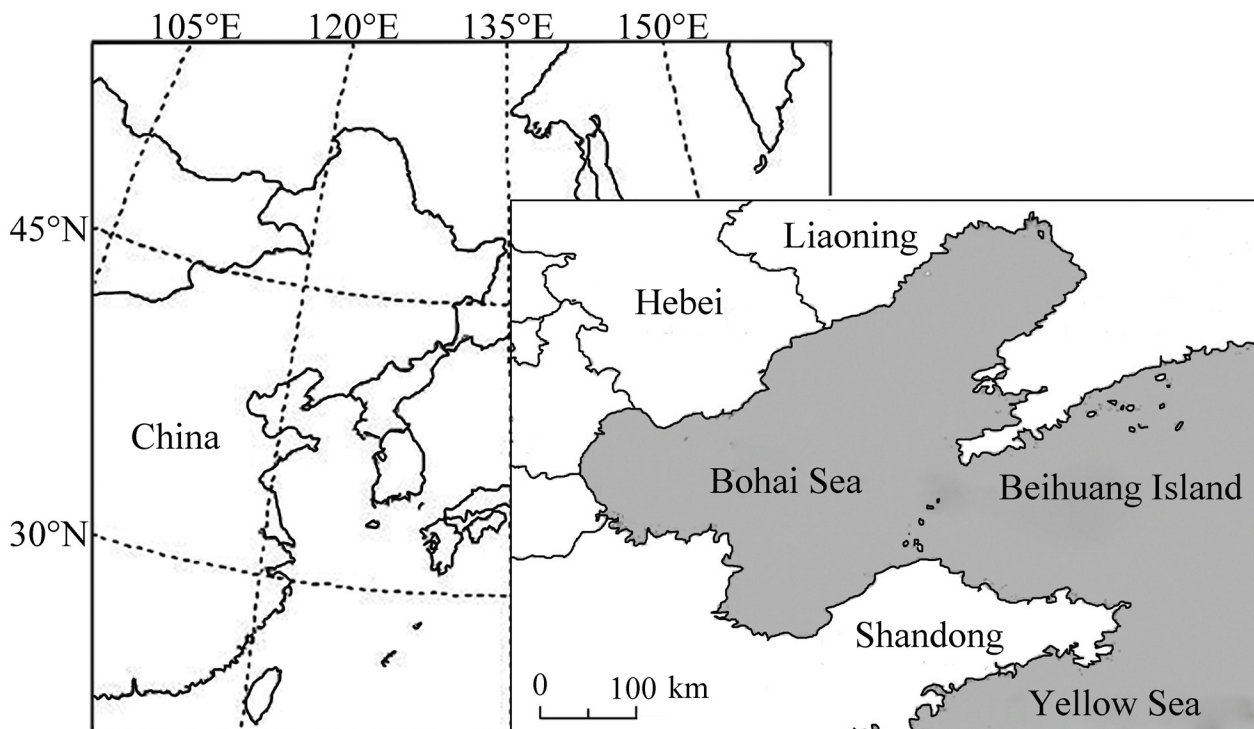 105°E 120°E 135°E 150°E
45°N
Liaoning
Hebei
China
Bohai Sea
Beihuang Island
30°N
Shandong
0 100 km
Yellow Sea